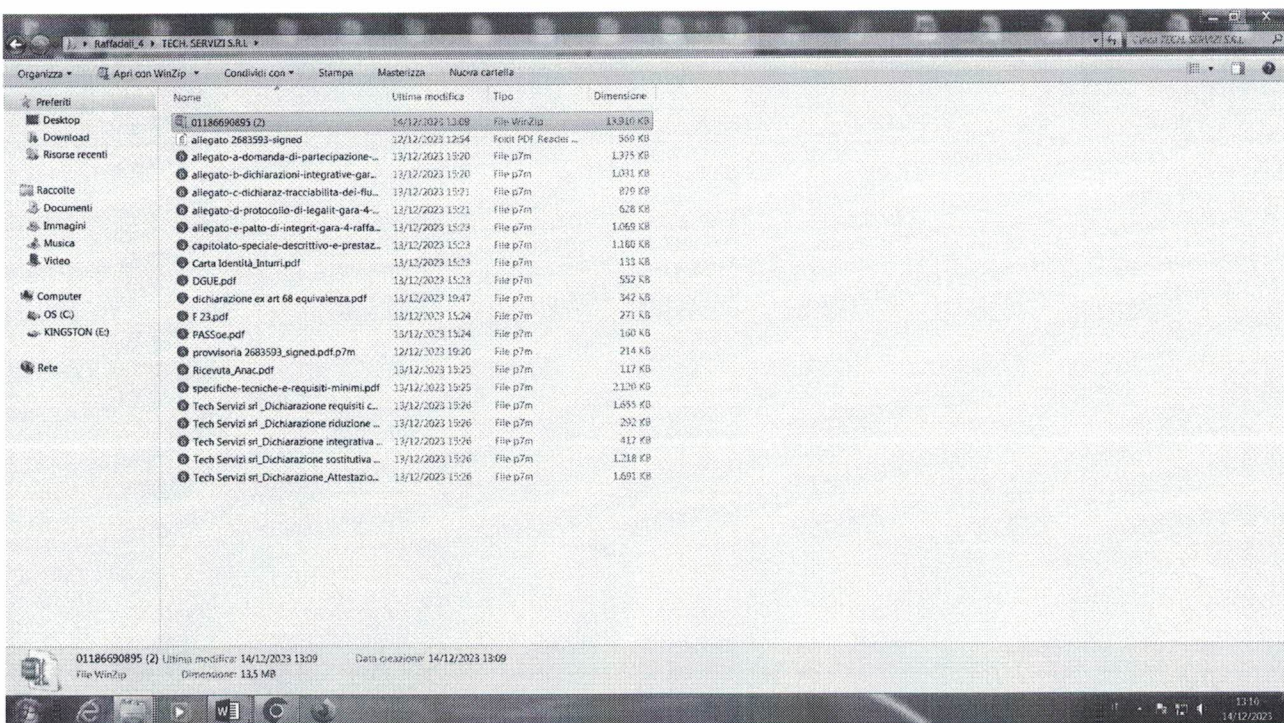 Raffadali_4 ▸ TECH. SERVIZI S.R.L ▸
Cerca TECH. SERVIZI S.R.L.
Organizza Apri con WinZip Condividi con Stampa Masterizza Nuova cartella
Preferiti
Desktop
Download
Risorse recenti
Raccolte
Documenti
Immagini
Musica
Video
Computer
OS (C:)
KINGSTON (E:)
Rete
Nome Ultima modifica Tipo Dimensione
01186690895 (2) 14/12/2023 13:09 File WinZip 13.910 KB
allegato 2683593-signed 12/12/2023 12:54 Foxit PDF Reader ... 569 KB
allegato-a-domanda-di-partecipazione-... 13/12/2023 15:20 File p7m 1.375 KB
allegato-b-dichiarazioni-integrative-gar... 13/12/2023 15:20 File p7m 1.031 KB
allegato-c-dichiaraz-tracciabilita-dei-flu... 13/12/2023 15:21 File p7m 879 KB
allegato-d-protocollo-di-legalit-gara-4-... 13/12/2023 15:21 File p7m 628 KB
allegato-e-patto-di-integrit-gara-4-raffa... 13/12/2023 15:23 File p7m 1.069 KB
capitolato-speciale-descrittivo-e-prestaz... 13/12/2023 15:23 File p7m 1.180 KB
Carta Identità_Inturri.pdf 13/12/2023 15:23 File p7m 133 KB
DGUE.pdf 13/12/2023 15:23 File p7m 552 KB
dichiarazione ex art 68 equivalenza.pdf 13/12/2023 19:47 File p7m 342 KB
F 23.pdf 13/12/2023 15:24 File p7m 271 KB
PASSoe.pdf 13/12/2023 15:24 File p7m 160 KB
provvisoria 2683593_signed.pdf.p7m 12/12/2023 19:20 File p7m 214 KB
Ricevuta_Anac.pdf 13/12/2023 15:25 File p7m 117 KB
specifiche-tecniche-e-requisiti-minimi.pdf 13/12/2023 15:25 File p7m 2.120 KB
Tech Servizi srl _Dichiarazione requisiti c... 13/12/2023 15:26 File p7m 1.655 KB
Tech Servizi srl_Dichiarazione riduzione ... 13/12/2023 15:26 File p7m 292 KB
Tech Servizi srl_Dichiarazione integrativa ... 13/12/2023 15:26 File p7m 412 KB
Tech Servizi srl_Dichiarazione sostitutiva ... 13/12/2023 15:26 File p7m 1.218 KB
Tech Servizi srl_Dichiarazione_Attestazio... 13/12/2023 15:26 File p7m 1.691 KB
01186690895 (2) Ultima modifica: 14/12/2023 13:09 Data creazione: 14/12/2023 13:09
File WinZip Dimensione: 13,5 MB
IT 13:10
14/12/2023